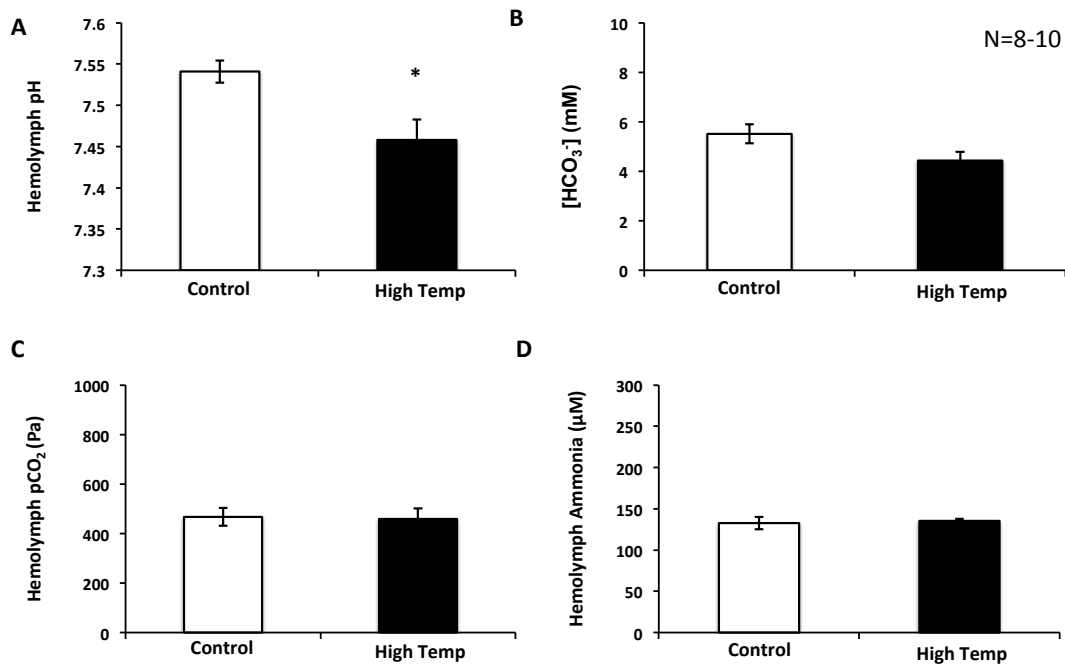 A
Hemolymph pH
7.6
7.55
7.5
7.45
7.4
7.35
7.3
*
Control
High Temp
B
N=8-10
[HCO₃⁻] (mM)
10
8
6
4
2
0
Control
High Temp
C
Hemolymph pCO₂ (Pa)
1000
800
600
400
200
0
Control
High Temp
D
Hemolymph Ammonia (µM)
300
250
200
150
100
50
0
Control
High Temp